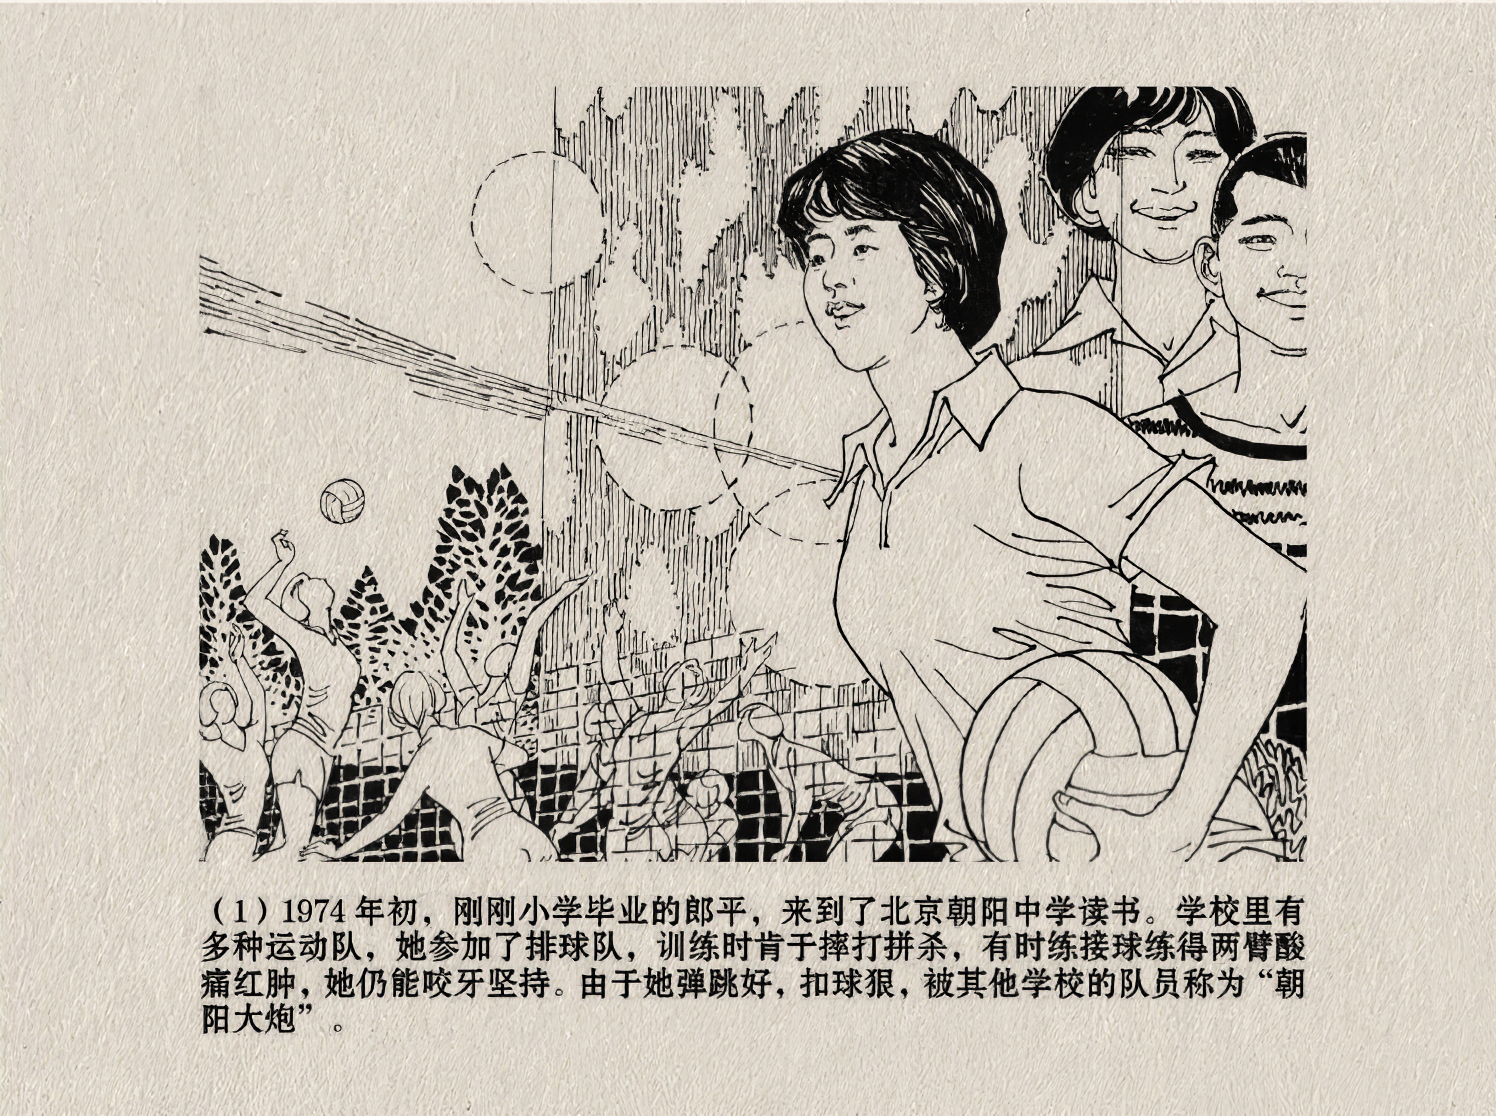 （1）1974 年初，刚刚小学毕业的郎平，来到了北京朝阳中学读书。学校里有
多种运动队，她参加了排球队，训练时肯于摔打拼杀，有时练接球练得两臂酸
痛红肿，她仍能咬牙坚持。由于她弹跳好，扣球狠，被其他学校的队员称为“朝
阳大炮”。